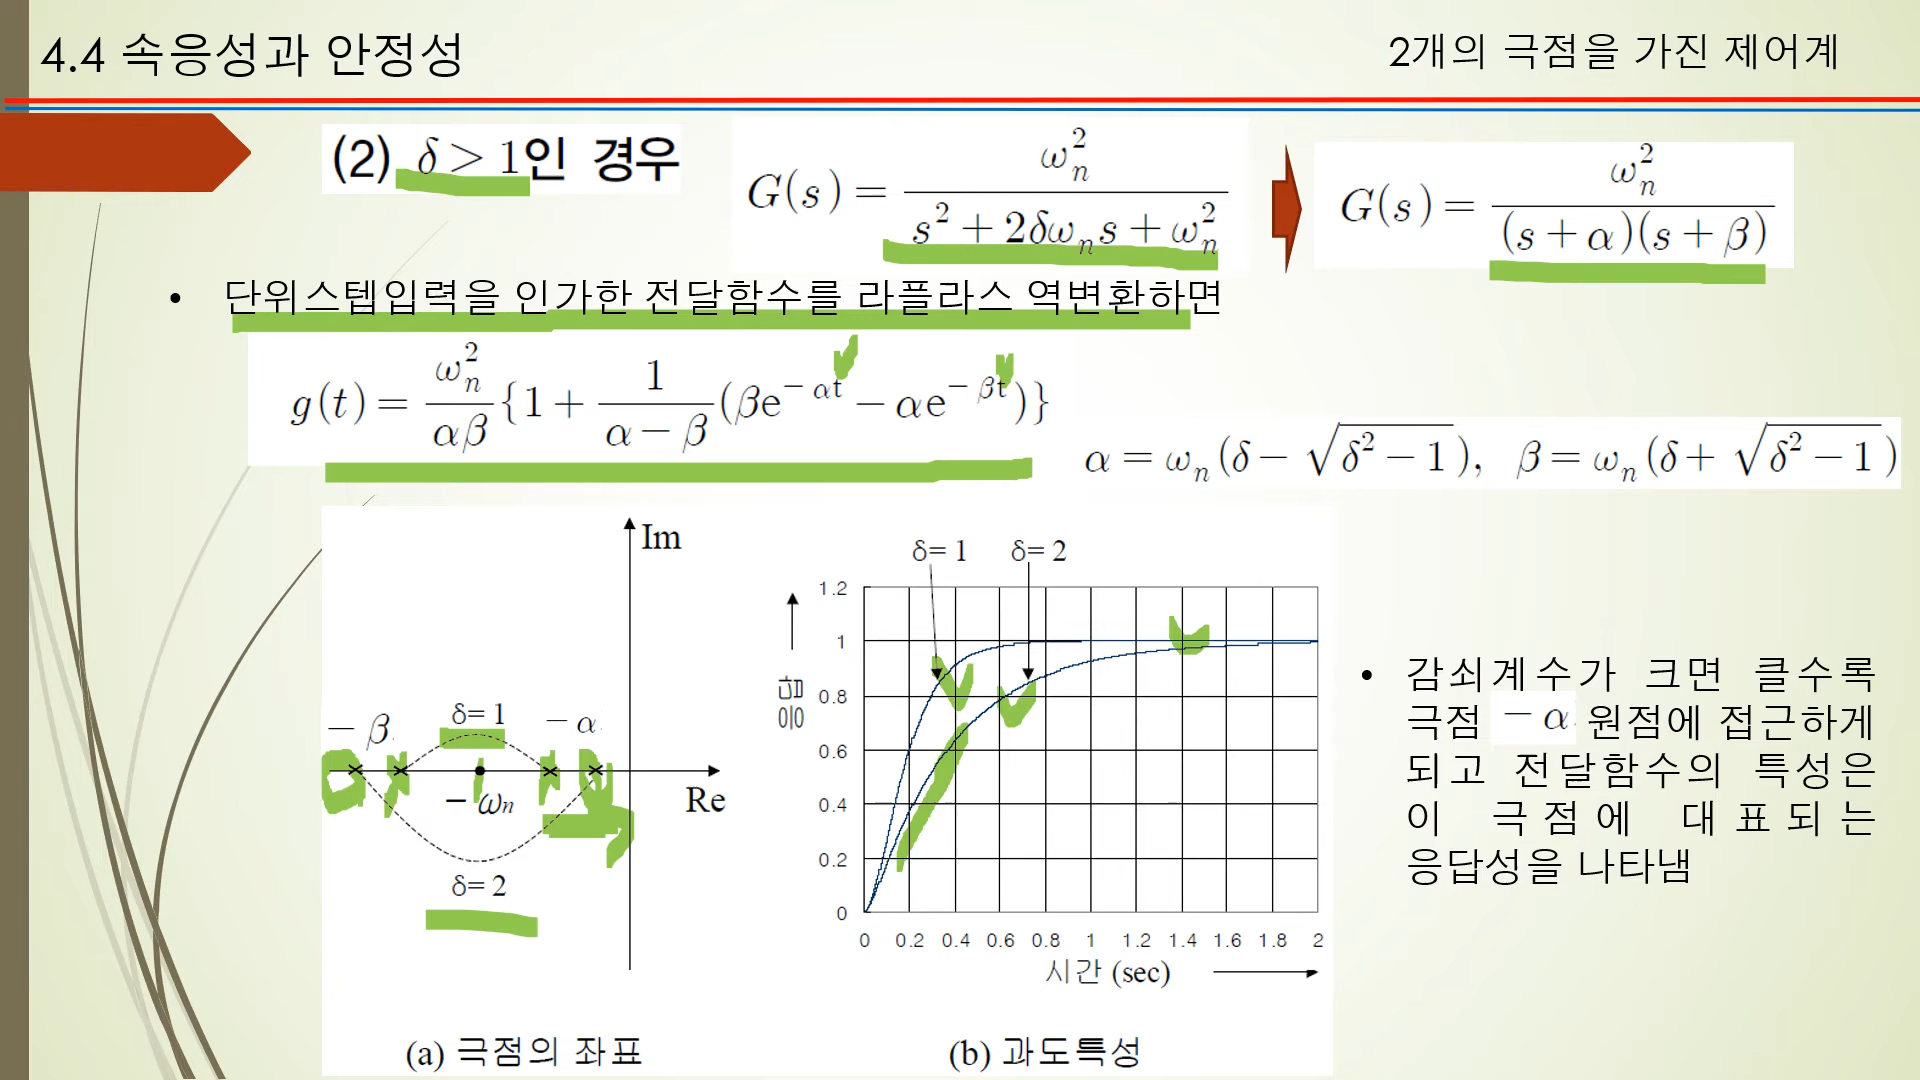 4.4 속응성과 안정성
2개의 극점을 가진 제어계
(2) δ > 1인 경우
G(s) = ω_n^2 / (s^2 + 2δω_n s + ω_n^2)
G(s) = ω_n^2 / ((s + α)(s + β))
• 단위스텝입력을 인가한 전달함수를 라플라스 역변환하면
g(t) = ω_n^2 / αβ {1 + 1 / (α − β) (βe^{−αt} − αe^{−βt})}
α = ω_n(δ − √(δ^2 − 1)), β = ω_n(δ + √(δ^2 − 1))
Im
− β
δ= 1
− α
− ω_n
Re
δ= 2
(a) 극점의 좌표
δ= 1
δ= 2
응답
1.2
1
0.8
0.6
0.4
0.2
0
0 0.2 0.4 0.6 0.8 1 1.2 1.4 1.6 1.8 2
시간 (sec)
(b) 과도특성
• 감쇠계수가 크면 클수록
극점 − α 원점에 접근하게
되고 전달함수의 특성은
이 극점에 대표되는
응답성을 나타냄